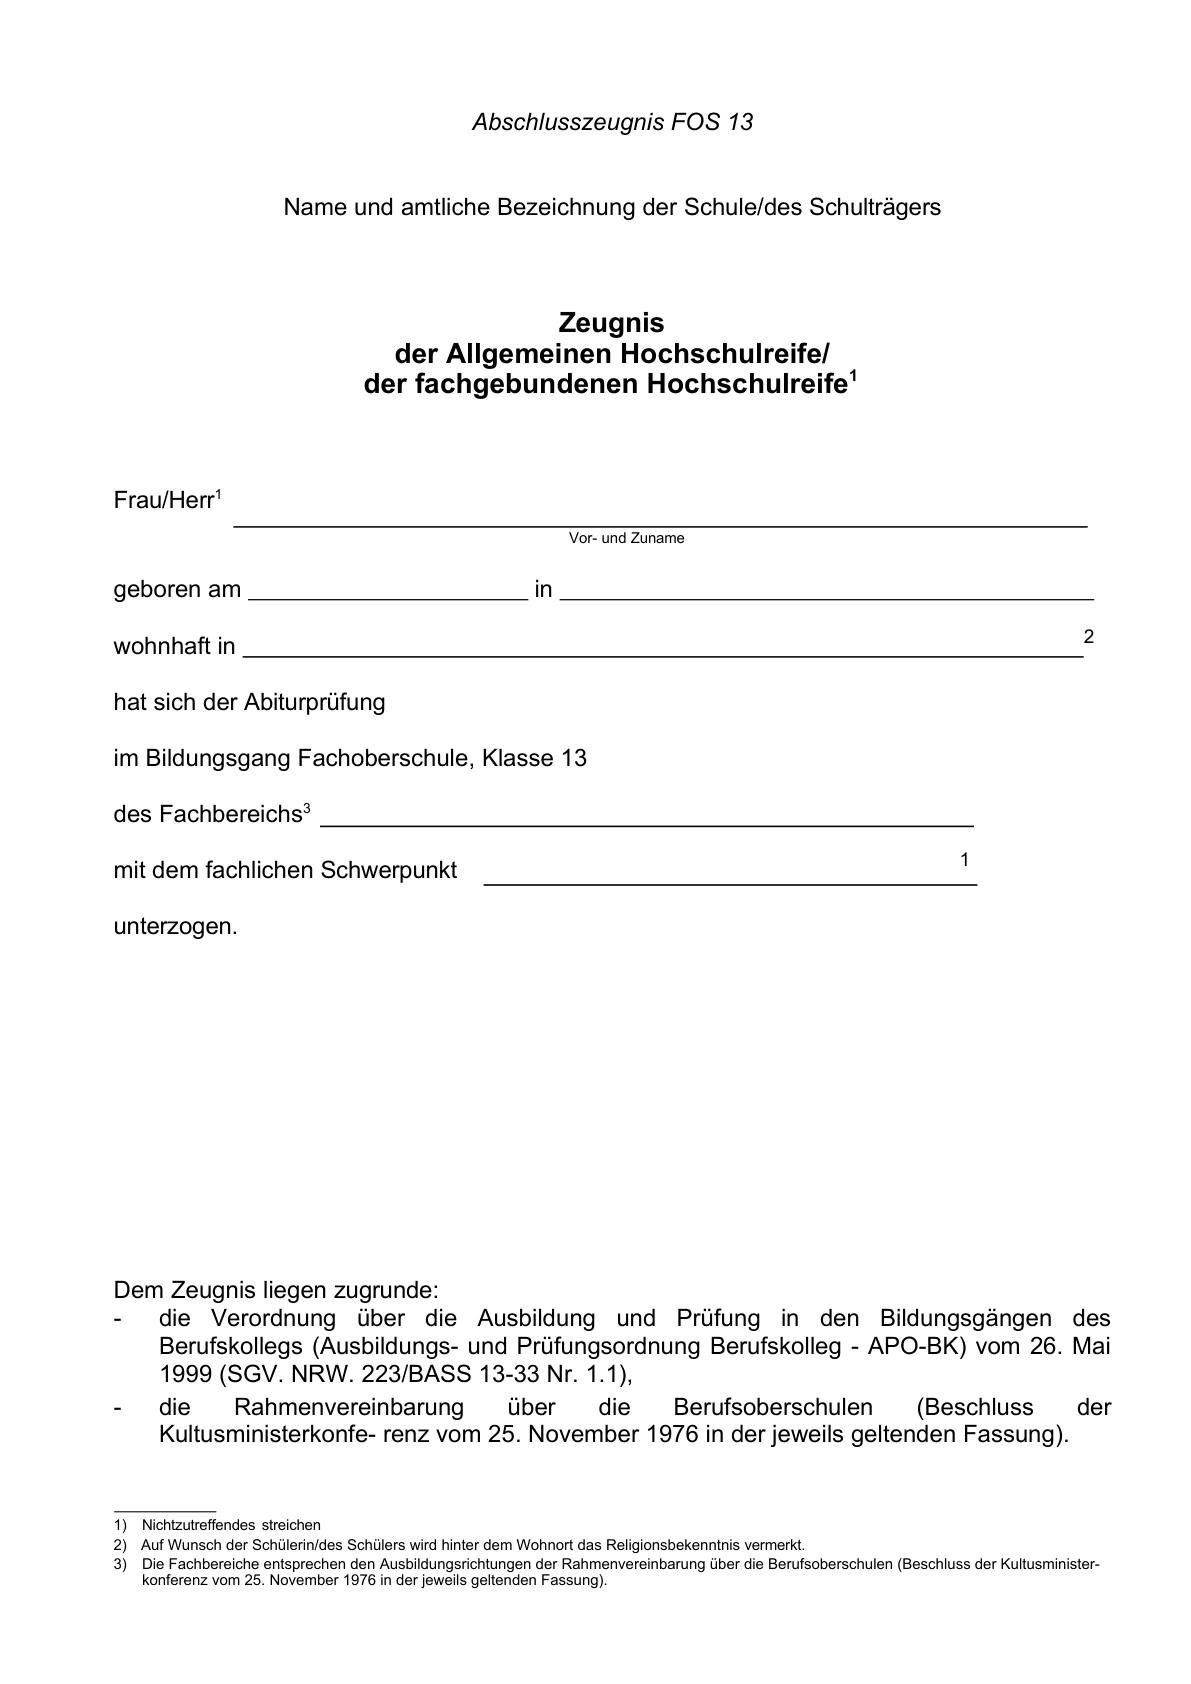 Abschlusszeugnis FOS 13
Name und amtliche Bezeichnung der Schule/des Schulträgers
Zeugnis
der Allgemeinen Hochschulreife/
der fachgebundenen Hochschulreife¹
Frau/Herr¹
Vor- und Zuname
geboren am in
wohnhaft in 2
hat sich der Abiturprüfung
im Bildungsgang Fachoberschule, Klasse 13
des Fachbereichs³
mit dem fachlichen Schwerpunkt 1
unterzogen.
Dem Zeugnis liegen zugrunde:
- die Verordnung über die Ausbildung und Prüfung in den Bildungsgängen des
Berufskollegs (Ausbildungs- und Prüfungsordnung Berufskolleg - APO-BK) vom 26. Mai
1999 (SGV. NRW. 223/BASS 13-33 Nr. 1.1),
- die Rahmenvereinbarung über die Berufsoberschulen (Beschluss der
Kultusministerkonfe- renz vom 25. November 1976 in der jeweils geltenden Fassung).
1) Nichtzutreffendes streichen
2) Auf Wunsch der Schülerin/des Schülers wird hinter dem Wohnort das Religionsbekenntnis vermerkt.
3) Die Fachbereiche entsprechen den Ausbildungsrichtungen der Rahmenvereinbarung über die Berufsoberschulen (Beschluss der Kultusminister-
konferenz vom 25. November 1976 in der jeweils geltenden Fassung).